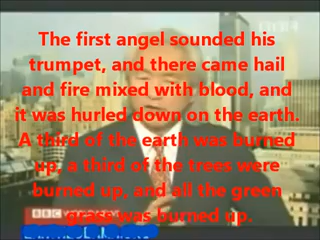 The first angel sounded his
trumpet, and there came hail
and fire mixed with blood, and
it was hurled down on the earth.
A third of the earth was burned
up, a third of the trees were
burned up, and all the green
grass was burned up.
BBC